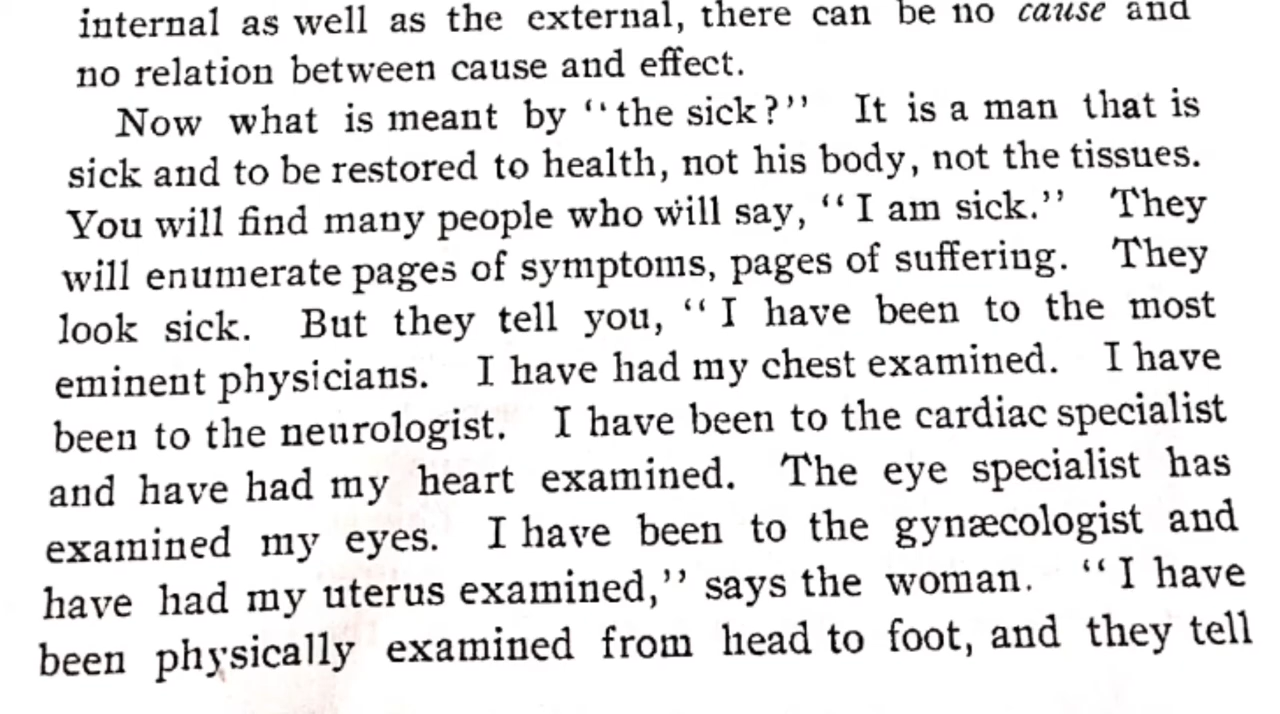 internal as well as the external, there can be no cause and
no relation between cause and effect.
Now what is meant by "the sick?" It is a man that is
sick and to be restored to health, not his body, not the tissues.
You will find many people who will say, "I am sick." They
will enumerate pages of symptoms, pages of suffering. They
look sick. But they tell you, "I have been to the most
eminent physicians. I have had my chest examined. I have
been to the neurologist. I have been to the cardiac specialist
and have had my heart examined. The eye specialist has
examined my eyes. I have been to the gynæcologist and
have had my uterus examined," says the woman. "I have
been physically examined from head to foot, and they tell